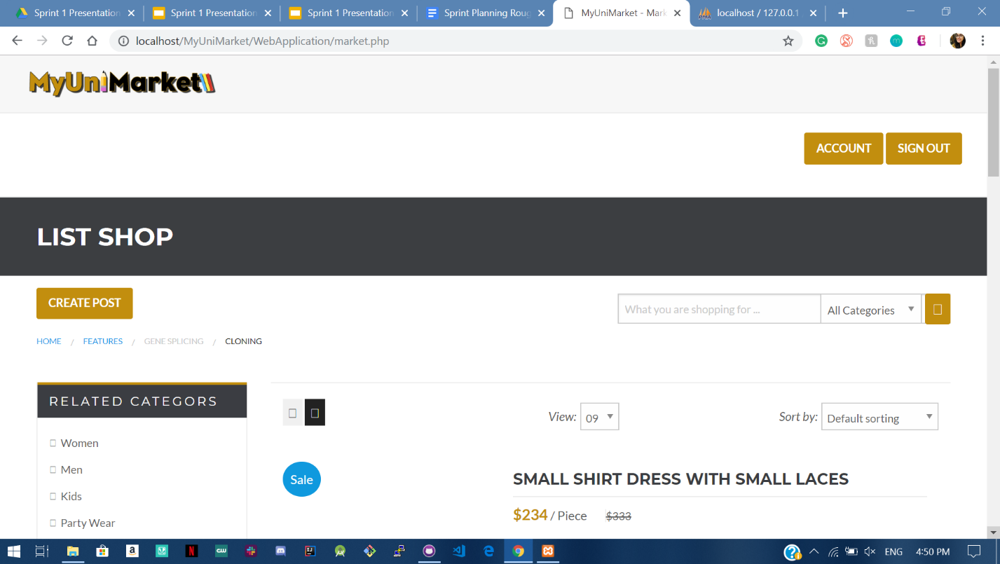 Sprint 1 Presentation
Sprint 1 Presentation
Sprint 1 Presentation
Sprint Planning Roug
MyUniMarket - Mark
localhost / 127.0.0.1
localhost/MyUniMarket/WebApplication/market.php
MyUniMarket
ACCOUNT
SIGN OUT
LIST SHOP
CREATE POST
What you are shopping for ...
All Categories
HOME / FEATURES / GENE SPLICING / CLONING
RELATED CATEGORS
Women
Men
Kids
Party Wear
View: 09
Sort by: Default sorting
Sale
SMALL SHIRT DRESS WITH SMALL LACES
$234 / Piece $333
ENG
4:50 PM